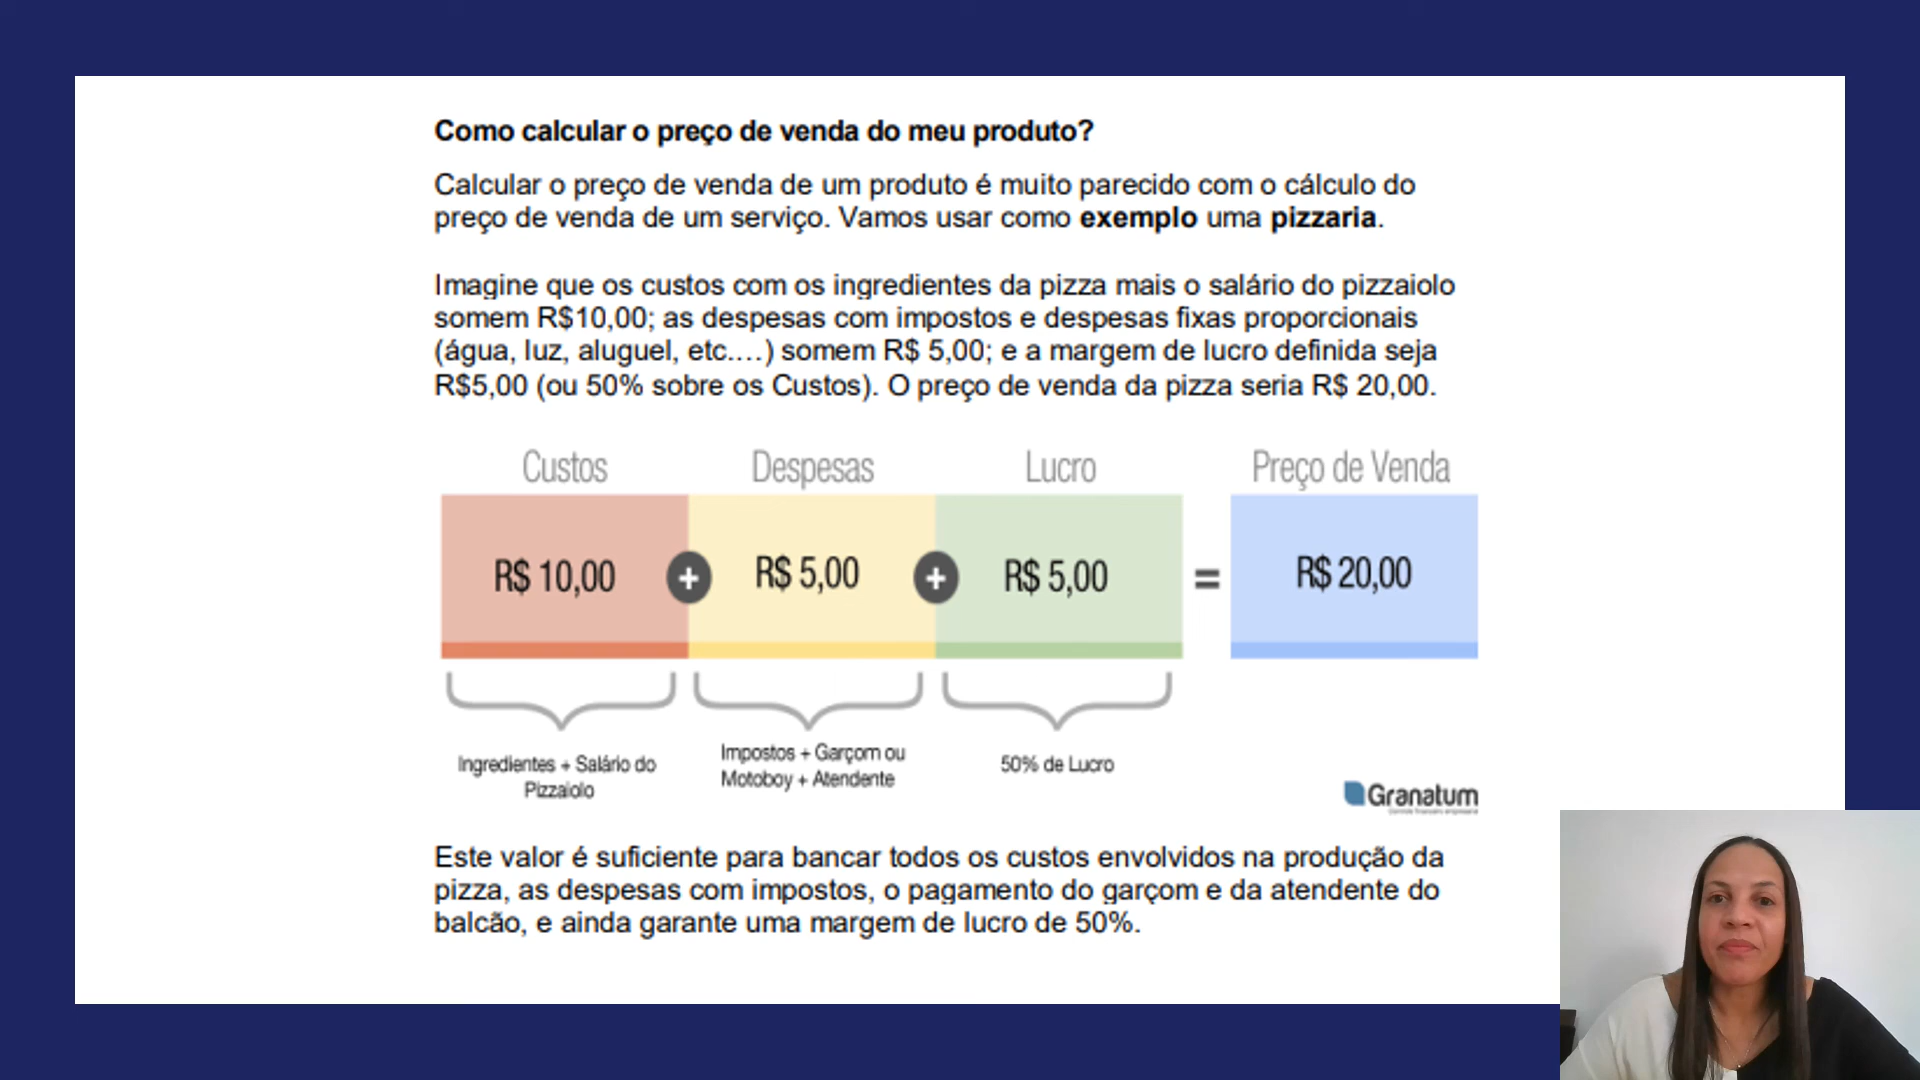 Como calcular o preço de venda do meu produto?
Calcular o preço de venda de um produto é muito parecido com o cálculo do
preço de venda de um serviço. Vamos usar como exemplo uma pizzaria.
Imagine que os custos com os ingredientes da pizza mais o salário do pizzaiolo
somem R$10,00; as despesas com impostos e despesas fixas proporcionais
(água, luz, aluguel, etc....) somem R$ 5,00; e a margem de lucro definida seja
R$5,00 (ou 50% sobre os Custos). O preço de venda da pizza seria R$ 20,00.
Custos Despesas Lucro Preço de Venda
R$ 10,00 + R$ 5,00 + R$ 5,00 = R$ 20,00
Ingredientes + Salário do
Pizzaiolo
Impostos + Garçom ou
Motoboy + Atendente
50% de Lucro
Granatum
Este valor é suficiente para bancar todos os custos envolvidos na produção da
pizza, as despesas com impostos, o pagamento do garçom e da atendente do
balcão, e ainda garante uma margem de lucro de 50%.